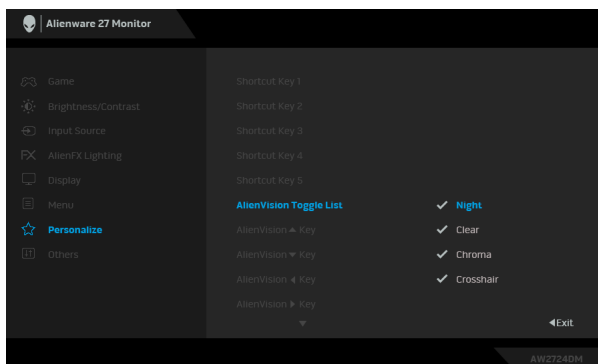 Alienware 27 Monitor
Game
Brightness/Contrast
Input Source
FX AlienFX Lighting
Display
Menu
Personalize
Others
Shortcut Key 1
Shortcut Key 2
Shortcut Key 3
Shortcut Key 4
Shortcut Key 5
AlienVision Toggle List
AlienVision ▲ Key
AlienVision ▼ Key
AlienVision ◀ Key
AlienVision ▶ Key
✓ Night
✓ Clear
✓ Chroma
✓ Crosshair
◀Exit
AW2724DM